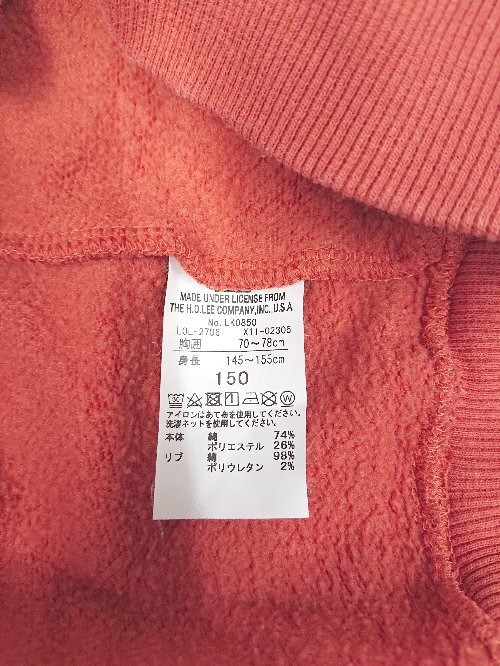 MADE UNDER LICENSE FROM
THE H.D.LEE COMPANY,INC.,U.S.A
No. LK0850
X11-02305
胸囲 70～78cm
身長 145～155cm
150
アイロンはあて布を使用してください。
洗濯ネットを使用してください。
本体 綿 74%
ポリエステル 26%
リブ 綿 98%
ポリウレタン 2%